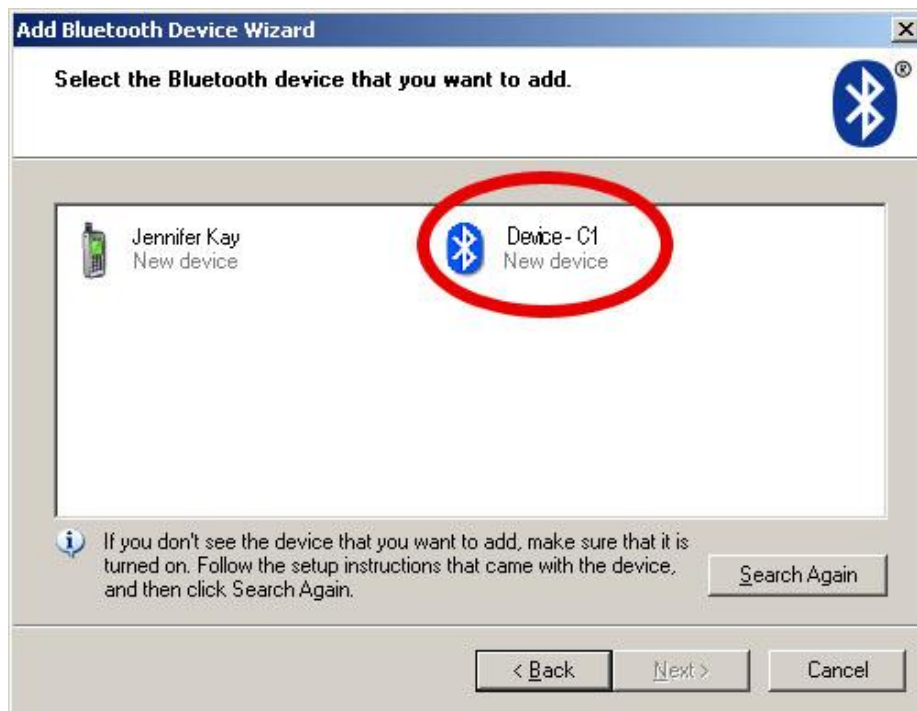 Add Bluetooth Device Wizard
Select the Bluetooth device that you want to add.
®
Jennifer Kay
New device
Device - C1
New device
If you don't see the device that you want to add, make sure that it is
turned on. Follow the setup instructions that came with the device,
and then click Search Again.
Search Again
< Back
Next >
Cancel